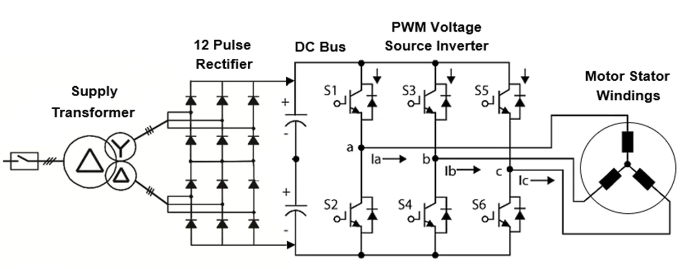 Supply
Transformer
12 Pulse
Rectifier
DC Bus
PWM Voltage
Source Inverter
Motor Stator
Windings
+
-
+
-
S1
S3
S5
a
Ia
b
Ib
c
Ic
S2
S4
S6